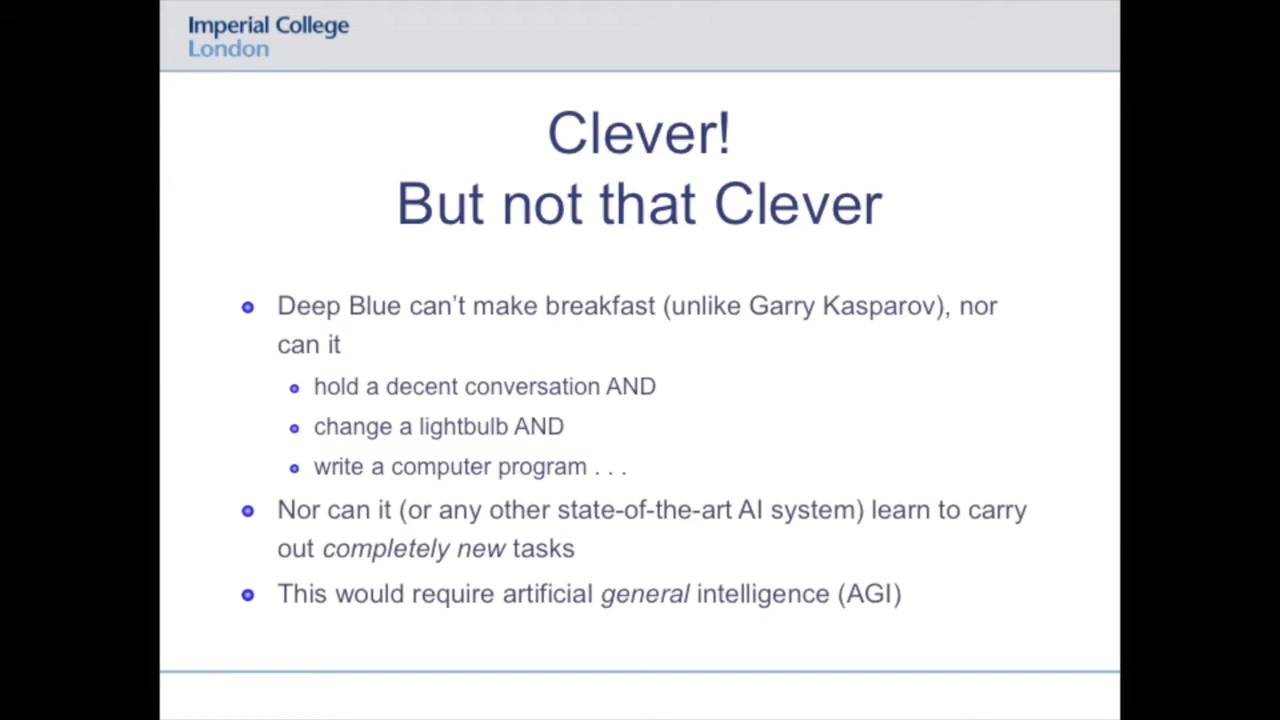 Imperial College
London
Clever!
But not that Clever
Deep Blue can't make breakfast (unlike Garry Kasparov), nor
can it
hold a decent conversation AND
change a lightbulb AND
write a computer program . . .
Nor can it (or any other state-of-the-art AI system) learn to carry
out completely new tasks
This would require artificial general intelligence (AGI)